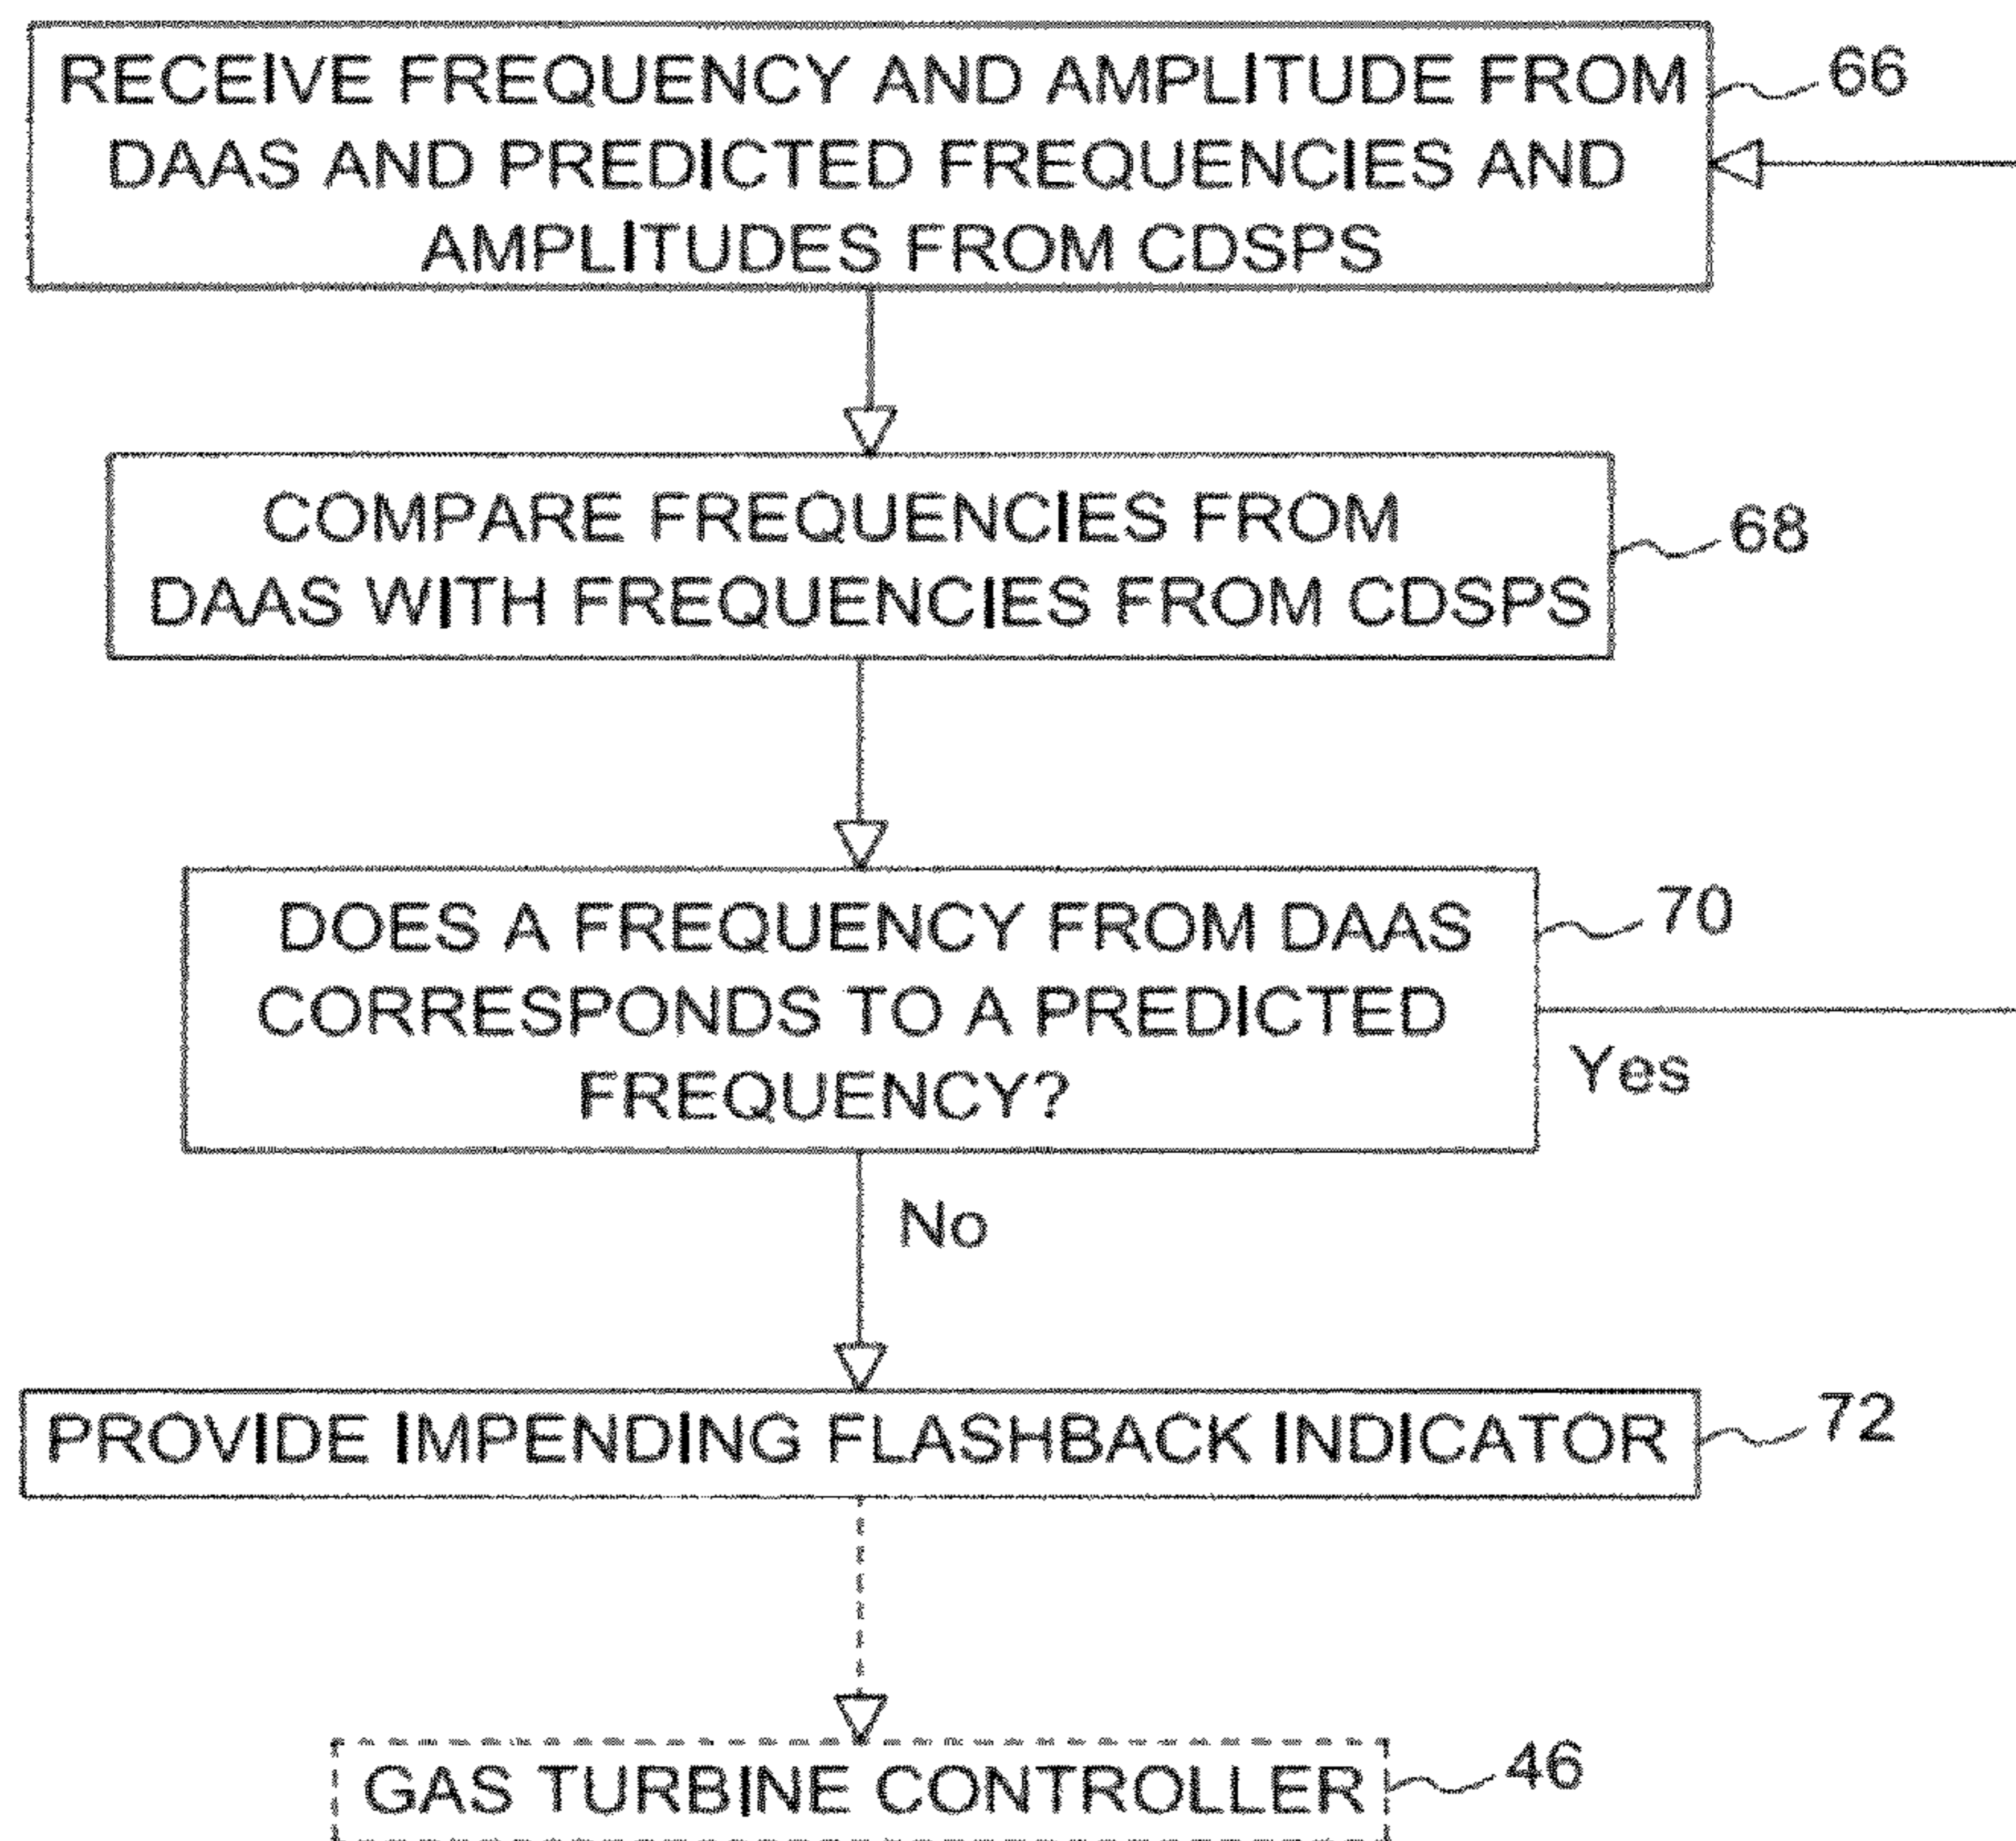 RECEIVE FREQUENCY AND AMPLITUDE FROM
DAAS AND PREDICTED FREQUENCIES AND
AMPLITUDES FROM CDSPS
66
COMPARE FREQUENCIES FROM
DAAS WITH FREQUENCIES FROM CDSPS
68
DOES A FREQUENCY FROM DAAS
CORRESPONDS TO A PREDICTED
FREQUENCY?
70
Yes
No
PROVIDE IMPENDING FLASHBACK INDICATOR
72
GAS TURBINE CONTROLLER
46